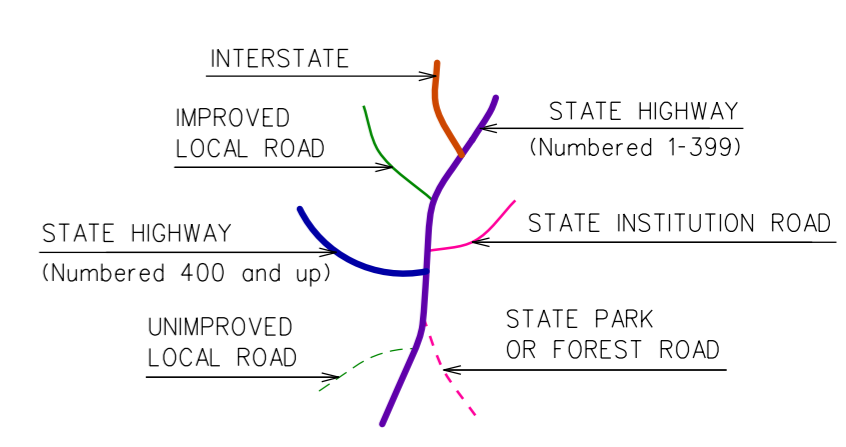 INTERSTATE
IMPROVED
LOCAL ROAD
STATE HIGHWAY
(Numbered 1-399)
STATE HIGHWAY
(Numbered 400 and up)
STATE INSTITUTION ROAD
UNIMPROVED
LOCAL ROAD
STATE PARK
OR FOREST ROAD